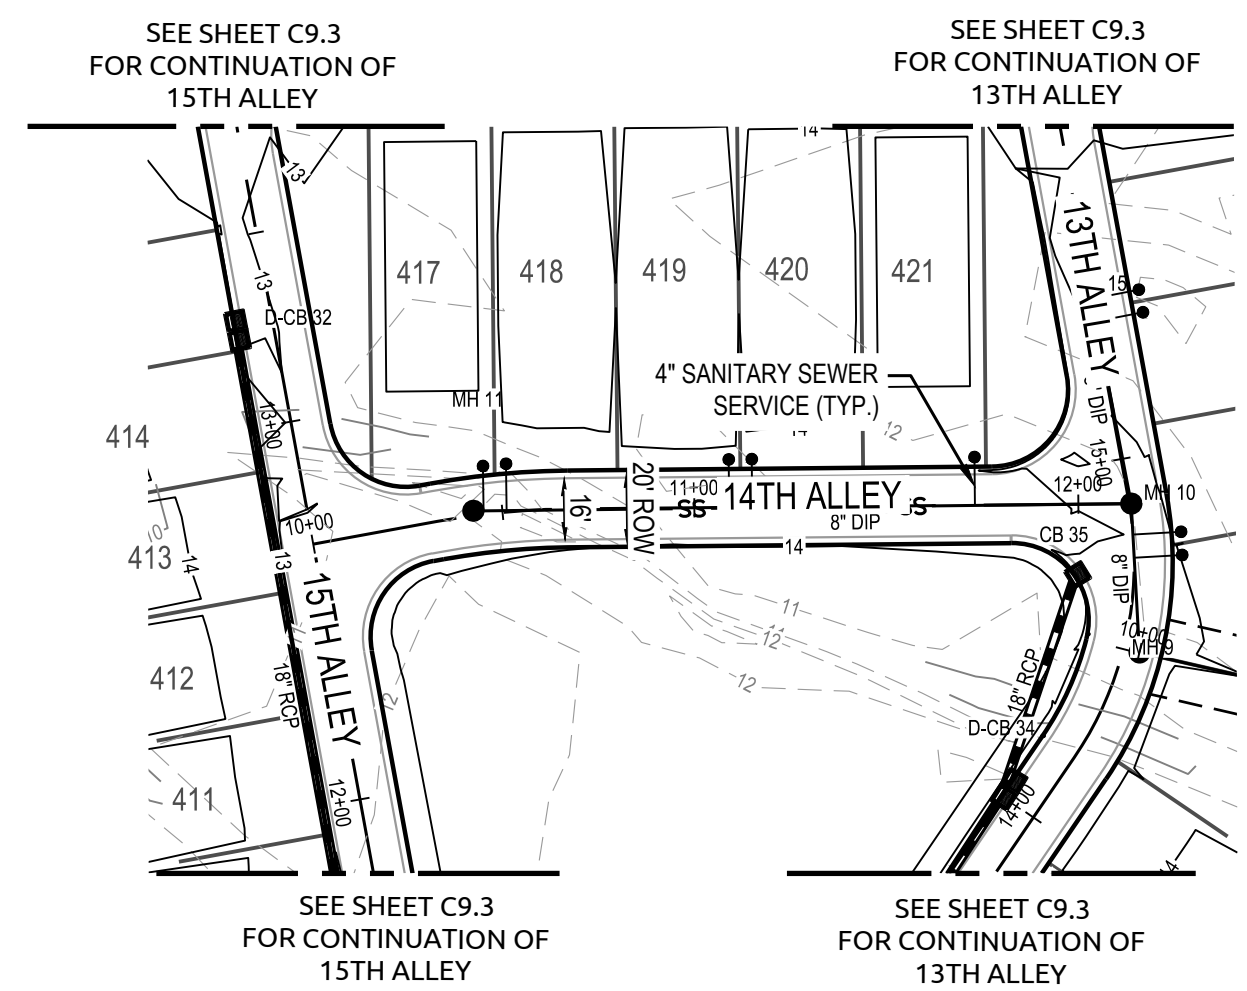 SEE SHEET C9.3
FOR CONTINUATION OF
15TH ALLEY
SEE SHEET C9.3
FOR CONTINUATION OF
13TH ALLEY
14
13
13TH ALLEY
417
418
419
420
421
13
15
D-CB 32
4" SANITARY SEWER
SERVICE (TYP.)
MH 11
13+00
DIP
12
14
414
15+00
20' ROW
16'
11+00
14TH ALLEY
SS
S
12+00
MH 10
10+00
8" DIP
CB 35
10
413
14
13
14
8" DIP
15TH ALLEY
11
11
12
10+00
MH 9
412
18" RCP
12
12
18" RCP
D-CB 34
411
12+00
14+00
14
SEE SHEET C9.3
FOR CONTINUATION OF
15TH ALLEY
SEE SHEET C9.3
FOR CONTINUATION OF
13TH ALLEY